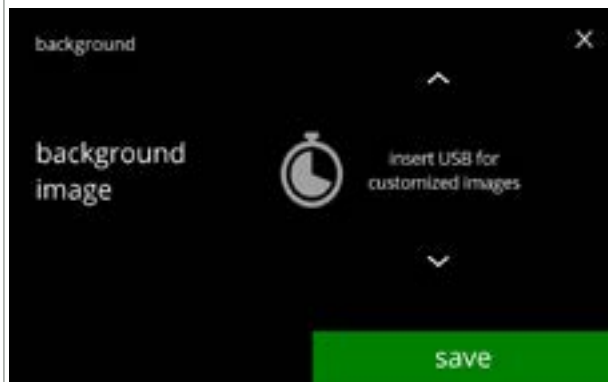 background
background
image
insert USB for
customized images
save